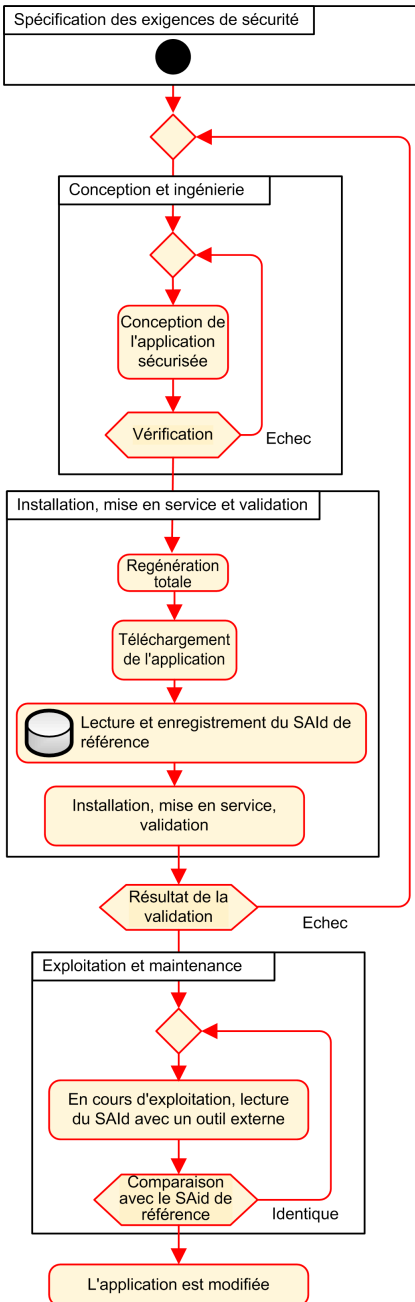 Spécification des exigences de sécurité
Conception et ingénierie
Conception de
l'application
sécurisée
Vérification
Echec
Installation, mise en service et validation
Regénération
totale
Téléchargement
de l'application
Lecture et enregistrement du SAId de
référence
Installation, mise en service,
validation
Résultat de la
validation
Echec
Exploitation et maintenance
En cours d'exploitation, lecture
du SAId avec un outil externe
Comparaison
avec le SAid de
référence
Identique
L'application est modifiée